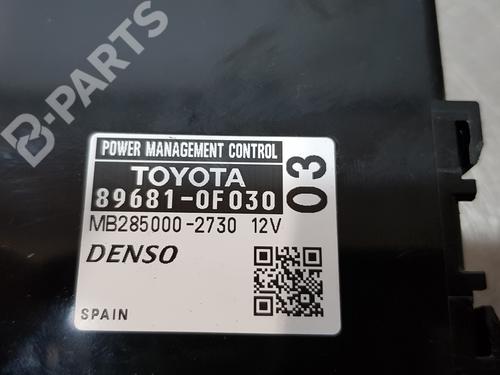 B-PARTS
POWER MANAGEMENT CONTROL
TOYOTA
89681-0F030
03
MB285000-2730 12V
DENSO
SPAIN